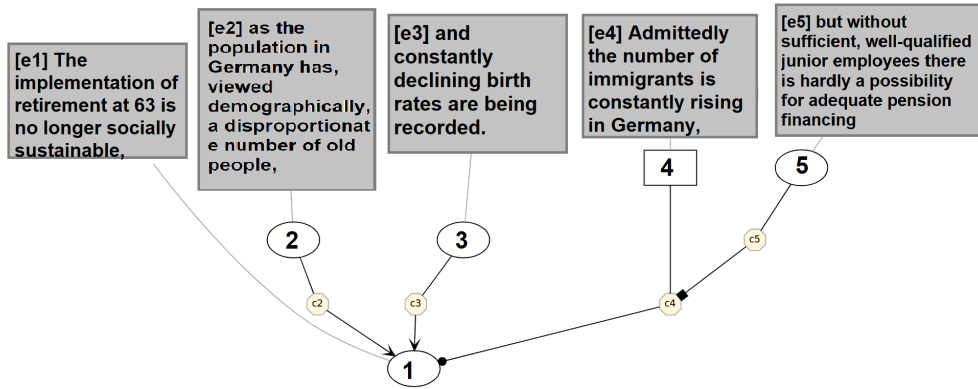 [e1] The
implementation of
retirement at 63 is
no longer socially
sustainable,
[e2] as the
population in
Germany has,
viewed
demographically,
a disproportionat
e number of old
people,
[e3] and
constantly
declining birth
rates are being
recorded.
[e4] Admittedly
the number of
immigrants is
constantly rising
in Germany,
[e5] but without
sufficient, well-qualified
junior employees there
is hardly a possibility
for adequate pension
financing
4
5
2
3
c5
c2
c3
c4
1